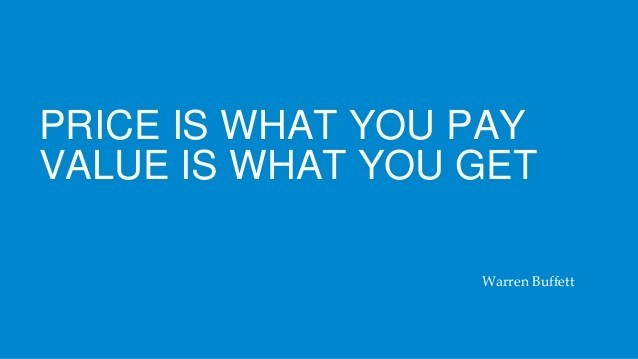 PRICE IS WHAT YOU PAY
VALUE IS WHAT YOU GET
Warren Buffett